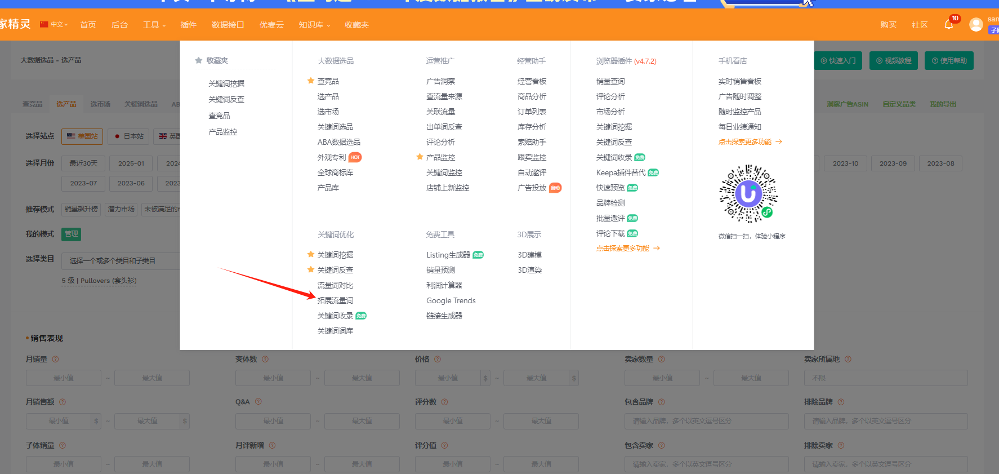 家精灵
中文
首页
后台
工具
插件
数据接口
优麦云
知识库
收藏夹
购买
社区
10
san
大数据选品 - 选产品
快速入门
视频教程
使用帮助
查竞品
选产品
选市场
关键词选品
AB
洞察广告ASIN
自定义品类
我的导出
选择站点
美国站
日本站
英国
选择月份
最近30天
2025-01
2024
2023-10
2023-09
2023-08
2023-07
2023-06
2023
推荐模式
销量飙升榜
潜力市场
未被满足的市
我的模式
管理
选择类目
选择一个或多个类目和子类目
5 级 | Pullovers (套头衫)
收藏夹
关键词挖掘
关键词反查
查竞品
产品监控
大数据选品
查竞品
选产品
选市场
关键词选品
ABA数据选品
外观专利 HOT
全球商标库
产品库
运营推广
广告洞察
查流量来源
关联流量
出单词反查
评论分析
产品监控
关键词监控
店铺上新监控
经营助手
经营看板
商品分析
订单列表
库存分析
索赔助手
跟卖监控
自动邀评
广告投放 自动
关键词优化
关键词挖掘
关键词反查
流量词对比
拓展流量词
关键词收录 免费
关键词词库
免费工具
Listing生成器 免费
销量预测
利润计算器
Google Trends
链接生成器
3D展示
3D建模
3D渲染
浏览器插件 (v4.7.2)
销量查询
评论分析
市场分析
关键词挖掘
关键词反查
关键词收录 免费
Keepa插件替代 免费
快速预览 免费
品牌检测
批量邀评 免费
评论下载 免费
点击探索更多功能 →
手机看店
实时销售看板
广告随时调整
随时监控产品
每日业绩通知
点击探索更多功能 →
微信扫一扫，体验小程序
销售表现
月销量
变体数
价格
卖家数量
卖家所属地
最小值 ~ 最大值
最小值 ~ 最大值
最小值 $ ~ 最大值 $
最小值 ~ 最大值
不限
月销售额
Q&A
评分数
包含品牌
排除品牌
最小值 $ ~ 最大值 $
最小值 ~ 最大值
最小值 ~ 最大值
请输入品牌，多个以英文逗号区分
请输入品牌，多个以英文逗号区分
子体销量
月评新增
评分值
包含卖家
排除卖家
最小值 ~ 最大值
最小值 ~ 最大值
最小值 ~ 最大值
请输入卖家，多个以英文逗号区分
请输入卖家，多个以英文逗号区分